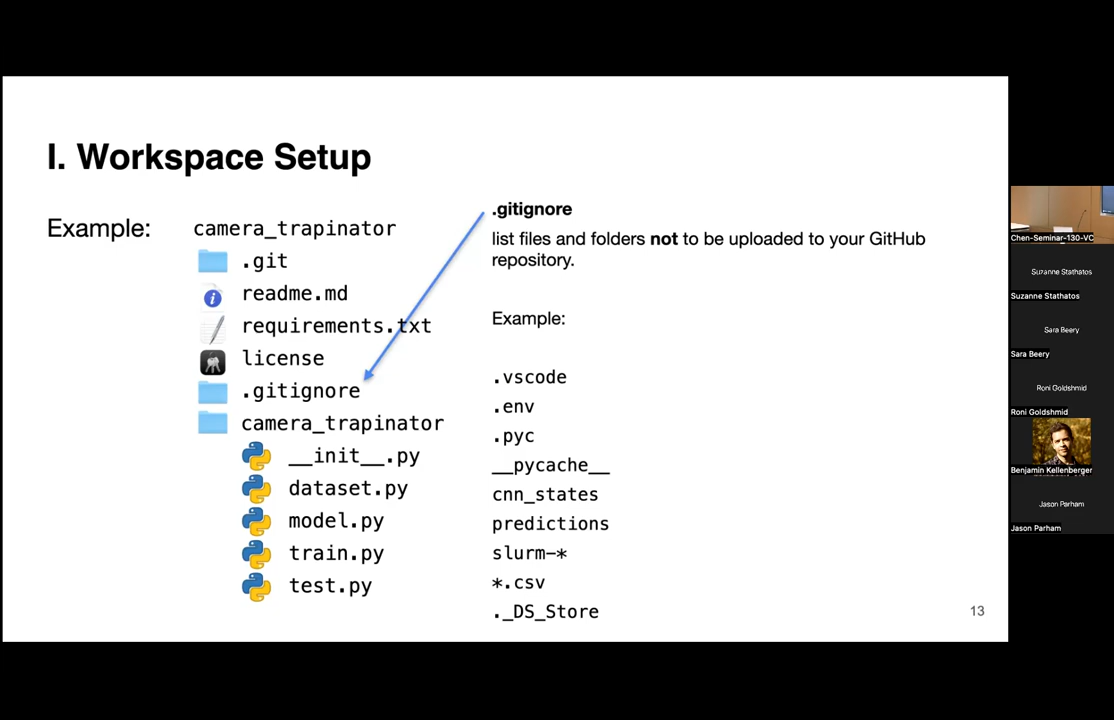 I. Workspace Setup
Example:
camera_trapinator
.git
readme.md
requirements.txt
license
.gitignore
camera_trapinator
__init__.py
dataset.py
model.py
train.py
test.py
.gitignore
list files and folders not to be uploaded to your GitHub
repository.
Example:
.vscode
.env
.pyc
__pycache__
cnn_states
predictions
slurm-*
*.csv
._DS_Store
13
Chen-Seminar-130-VC
Suzanne Stathatos
Suzanne Stathatos
Sara Beery
Sara Beery
Roni Goldshmid
Roni Goldshmid
Benjamin Kellenberger
Jason Parham
Jason Parham